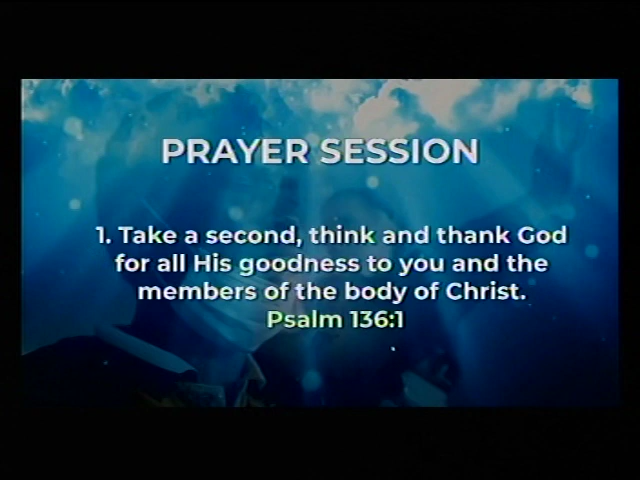 PRAYER SESSION
1. Take a second, think and thank God
for all His goodness to you and the
members of the body of Christ.
Psalm 136:1